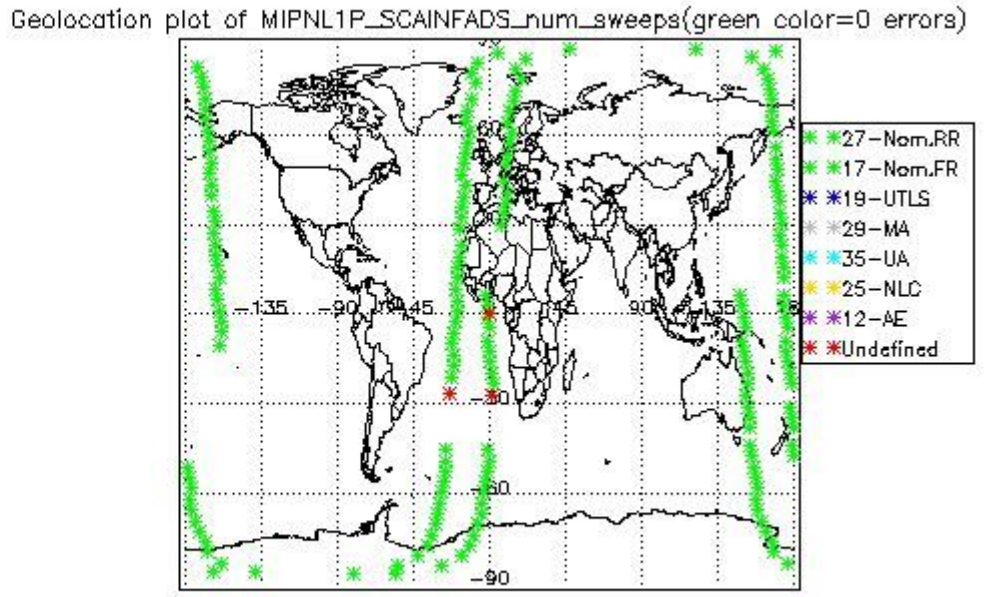 Geolocation plot of MIPNL1P_SCAINFADS_num_sweeps(green color=0 errors)
60
-135 -90 -45 45 90 135
-30
-60
-90
27-Nom.RR
17-Nom.FR
19-UTLS
29-MA
35-UA
25-NLC
12-AE
Undefined